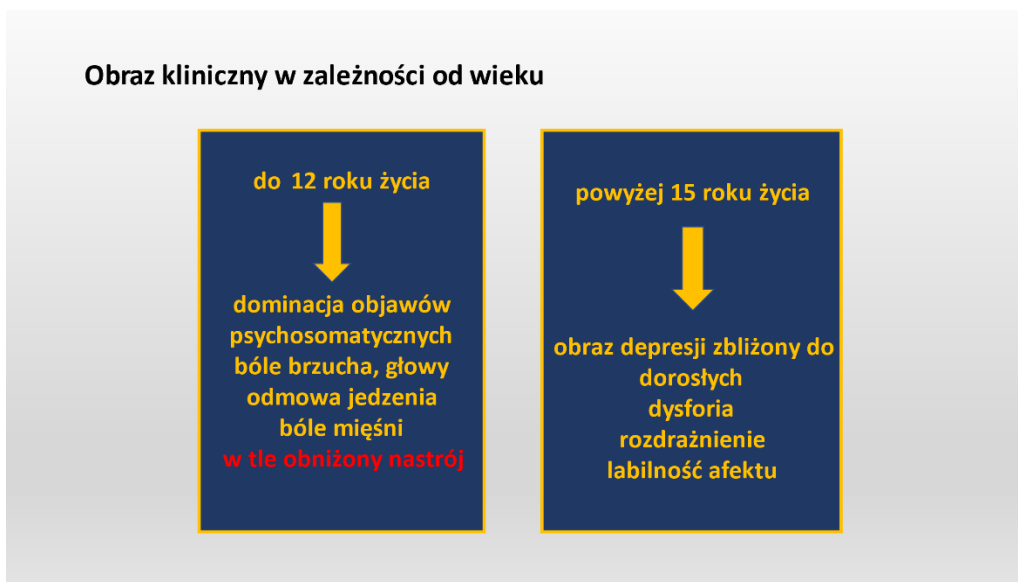 Obraz kliniczny w zależności od wieku
do 12 roku życia
dominacja objawów
psychosomatycznych
bóle brzucha, głowy
odmowa jedzenia
bóle mięśni
w tle obniżony nastrój
powyżej 15 roku życia
obraz depresji zbliżony do
dorosłych
dysforia
rozdrażnienie
labilność afektu